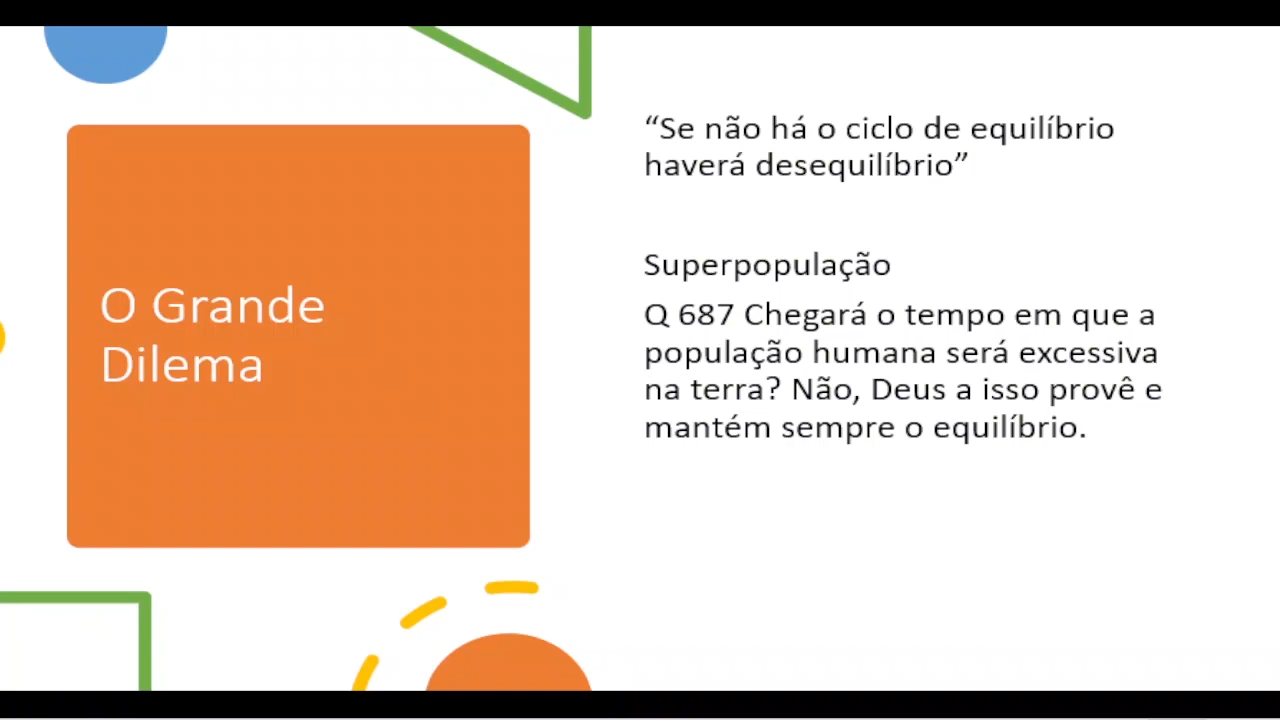 O Grande
Dilema
“Se não há o ciclo de equilíbrio
haverá desequilíbrio”
Superpopulação
Q 687 Chegará o tempo em que a
população humana será excessiva
na terra? Não, Deus a isso provê e
mantém sempre o equilíbrio.